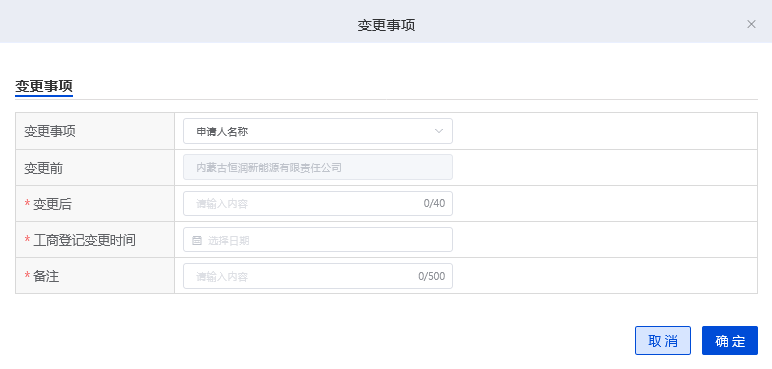 变更事项
变更事项
变更事项 申请人名称
变更前 内蒙古恒润新能源有限责任公司
* 变更后 请输入内容 0/40
* 工商登记变更时间 选择日期
* 备注 请输入内容 0/500
取消 确定